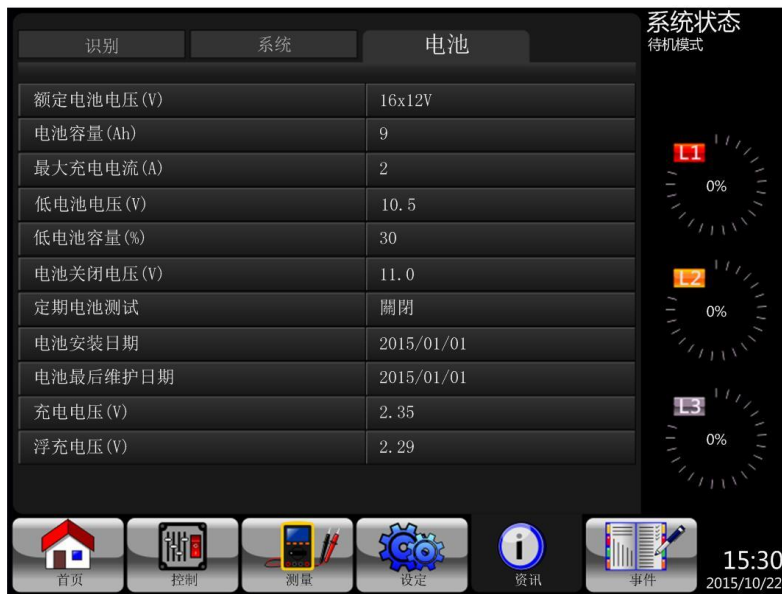 识别 系统 电池
额定电池电压(V) 16x12V
电池容量(Ah) 9
最大充电电流(A) 2
低电池电压(V) 10.5
低电池容量(%) 30
电池关闭电压(V) 11.0
定期电池测试 關閉
电池安装日期 2015/01/01
电池最后维护日期 2015/01/01
充电电压(V) 2.35
浮充电压(V) 2.29
系统状态
待机模式
L1
0%
L2
0%
L3
0%
首页 控制 测量 设定 资讯 事件
15:30
2015/10/22